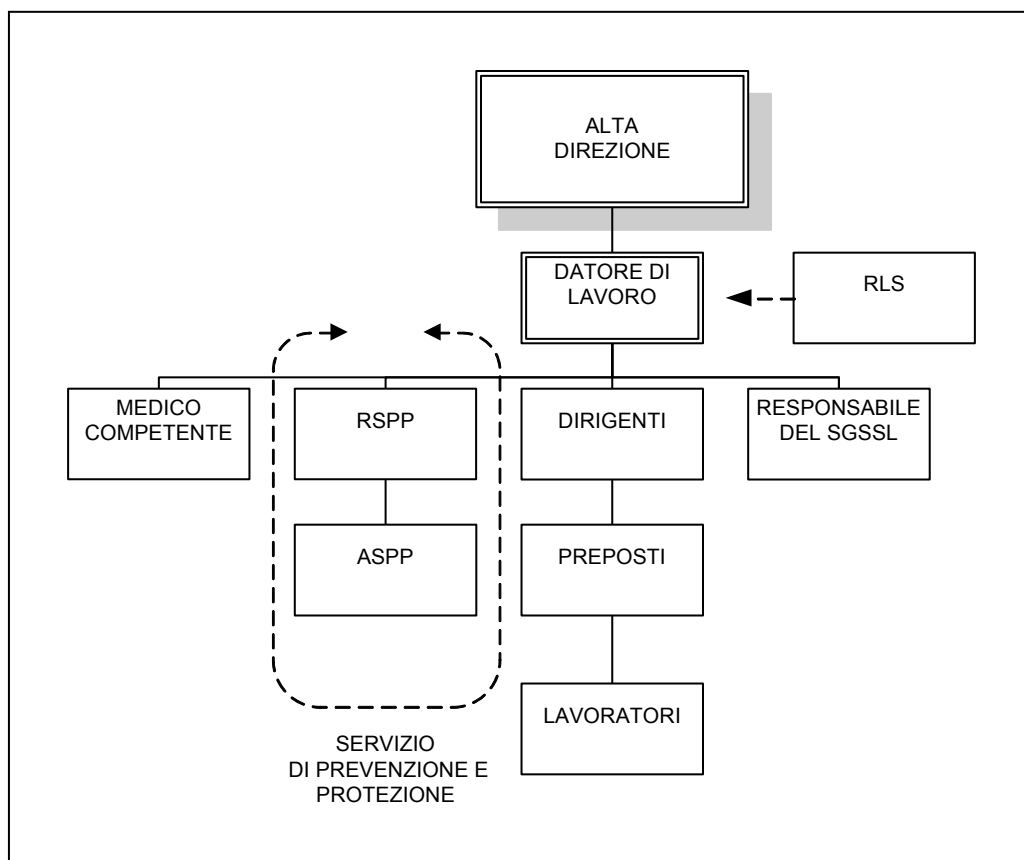 ALTA
DIREZIONE
DATORE DI
LAVORO
RLS
MEDICO
COMPETENTE
RSPP
DIRIGENTI
RESPONSABILE
DEL SGSSL
ASPP
PREPOSTI
LAVORATORI
SERVIZIO
DI PREVENZIONE E
PROTEZIONE